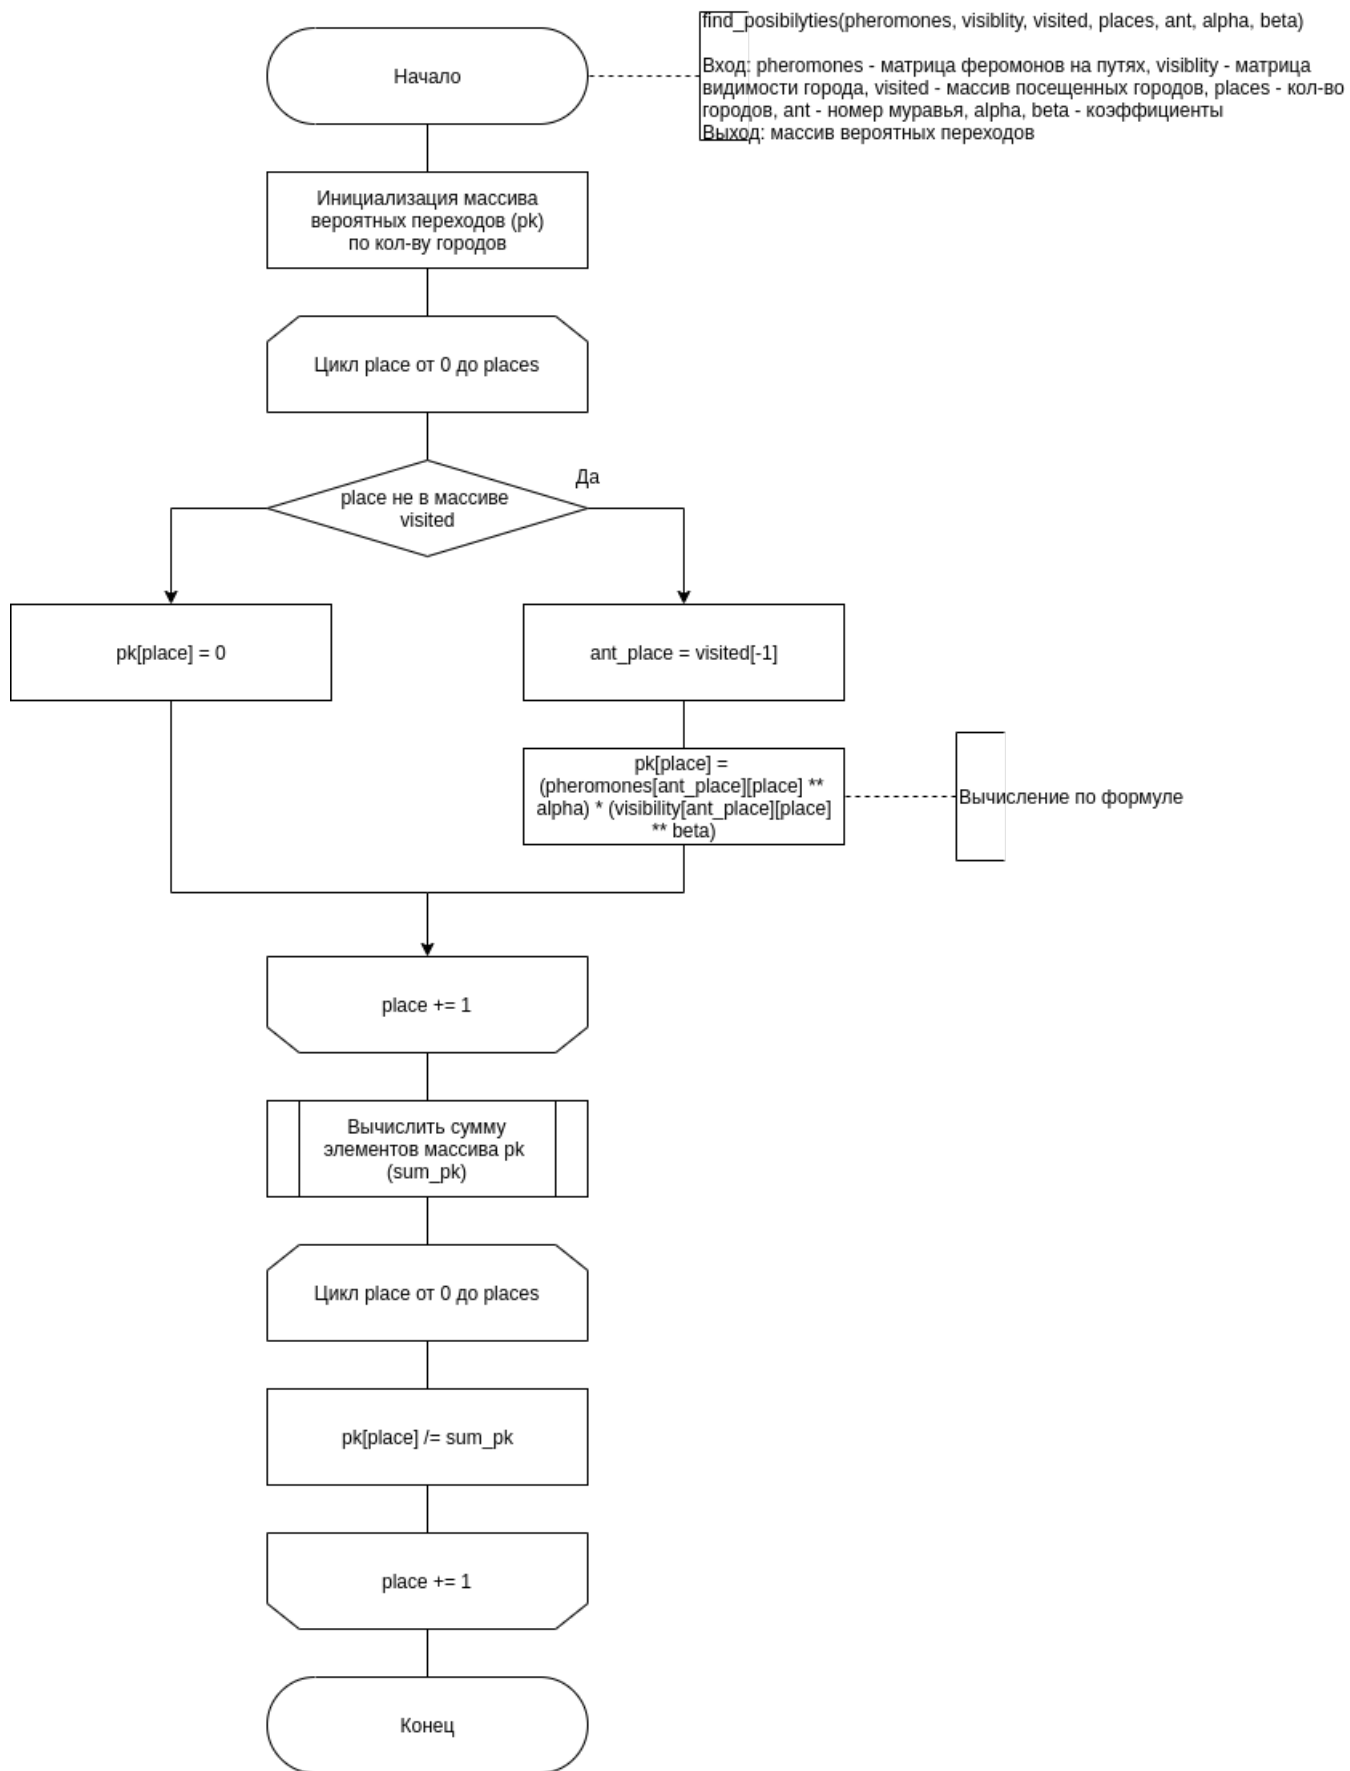 find_posibilyties(pheromones, visiblity, visited, places, ant, alpha, beta)
Вход: pheromones - матрица феромонов на путях, visiblity - матрица
видимости города, visited - массив посещенных городов, places - кол-во
городов, ant - номер муравья, alpha, beta - коэффициенты
Выход: массив вероятных переходов
Начало
Инициализация массива
вероятных переходов (pk)
по кол-ву городов
Цикл place от 0 до places
Да
place не в массиве
visited
pk[place] = 0
ant_place = visited[-1]
pk[place] =
(pheromones[ant_place][place] **
alpha) * (visibility[ant_place][place]
** beta)
Вычисление по формуле
place += 1
Вычислить сумму
элементов массива pk
(sum_pk)
Цикл place от 0 до places
pk[place] /= sum_pk
place += 1
Конец